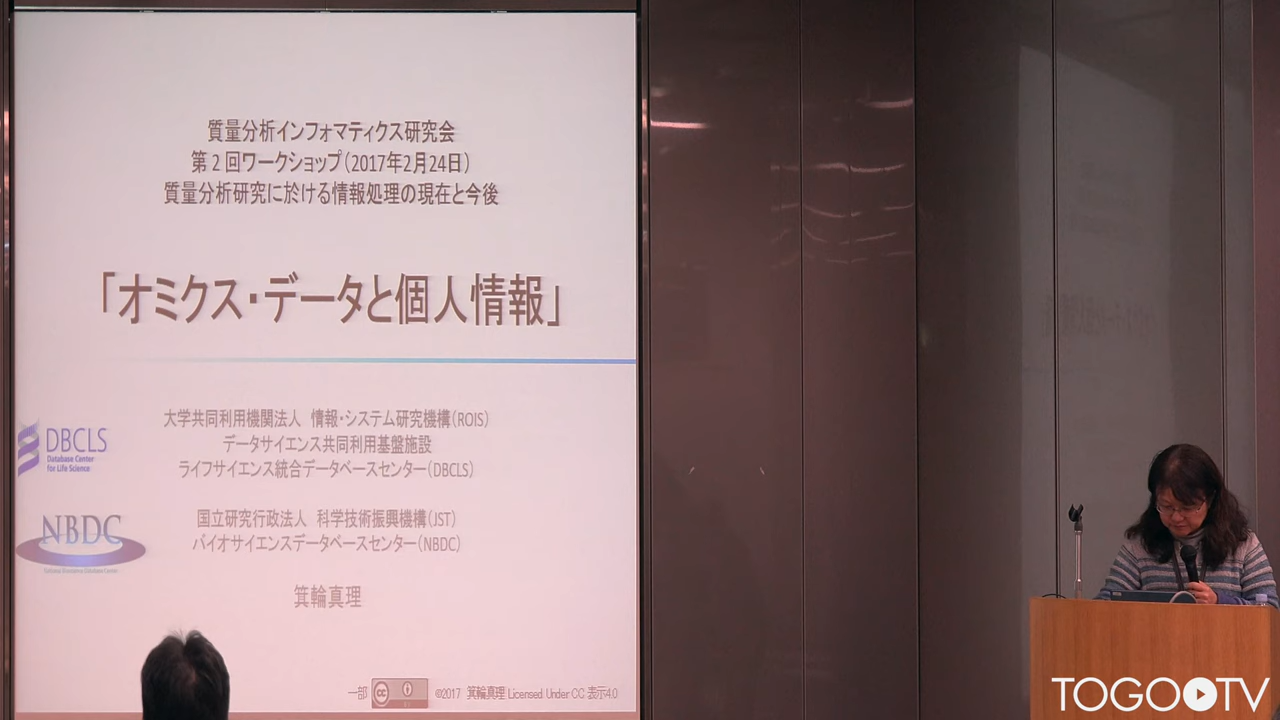 質量分析インフォマティクス研究会
第2回ワークショップ(2017年2月24日)
質量分析研究に於ける情報処理の現在と今後
「オミクス・データと個人情報」
大学共同利用機関法人 情報・システム研究機構(ROIS)
データサイエンス共同利用基盤施設
ライフサイエンス統合データベースセンター(DBCLS)
DBCLS
Database Center
for Life Science
国立研究行政法人 科学技術振興機構(JST)
バイオサイエンスデータベースセンター(NBDC)
NBDC
National Bioscience Database Center
箕輪真理
一部 cc BY ©2017 箕輪真理 Licensed Under CC 表示4.0
TOGOTV